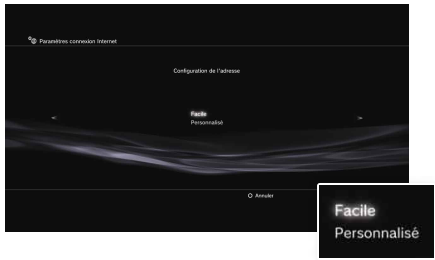 Paramètres connexion Internet
Configuration de l'adresse
Facile
Personnalisé
Annuler
Facile
Personnalisé